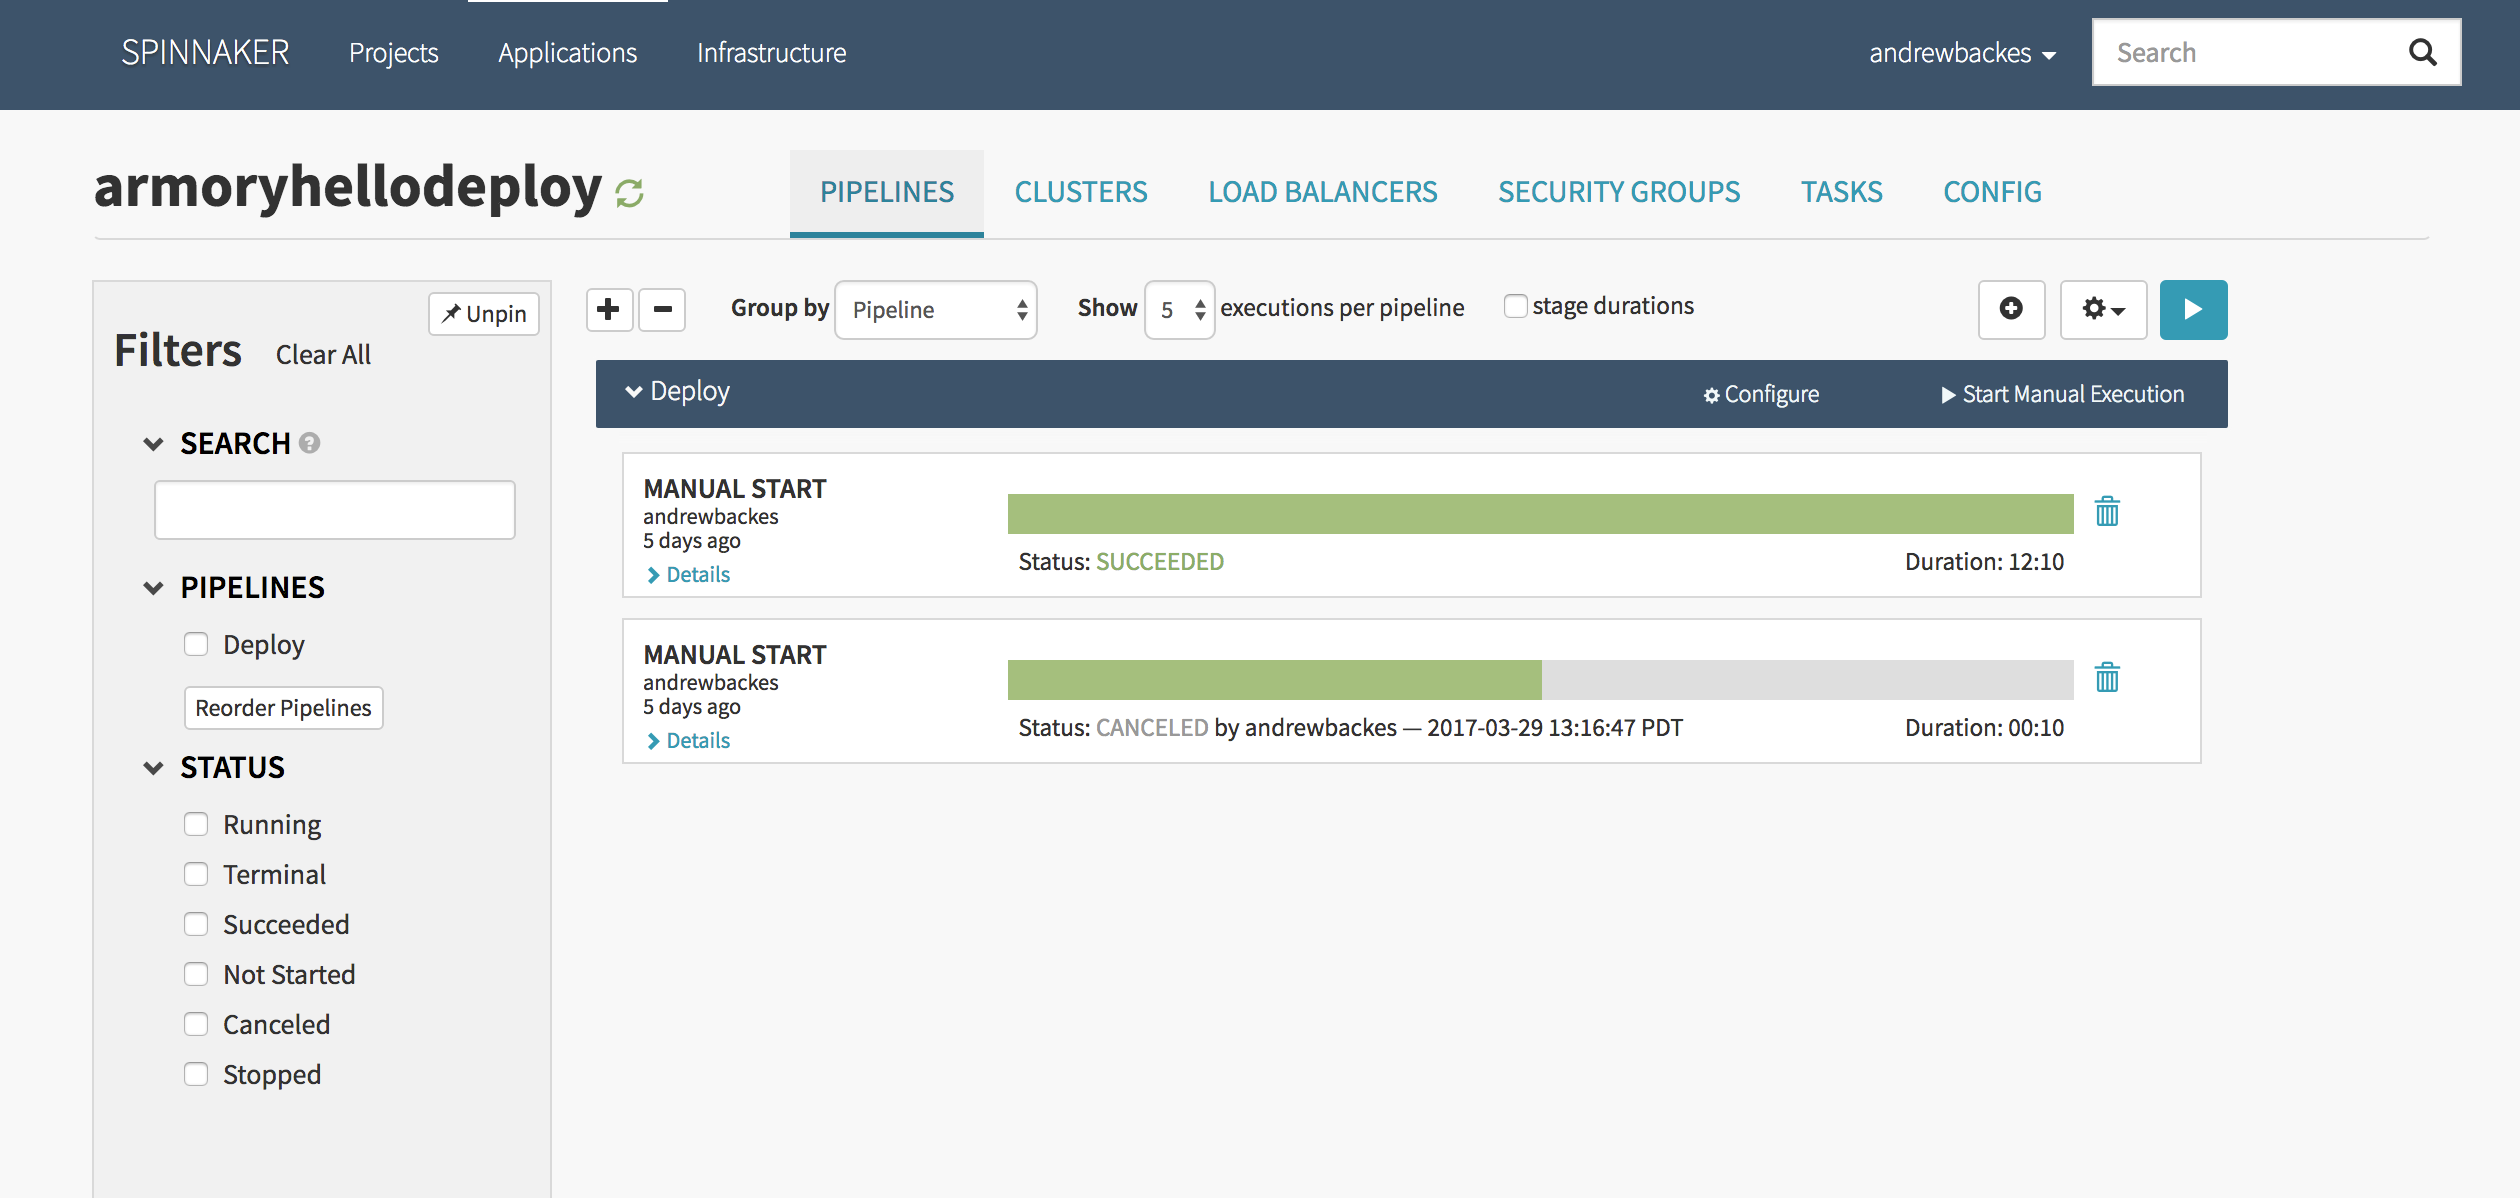 SPINNAKER Projects Applications Infrastructure andrewbackes Search
armoryhellodeploy PIPELINES CLUSTERS LOAD BALANCERS SECURITY GROUPS TASKS CONFIG
Unpin
Filters Clear All
SEARCH ?
PIPELINES
Deploy
Reorder Pipelines
STATUS
Running
Terminal
Succeeded
Not Started
Canceled
Stopped
Group by Pipeline Show 5 executions per pipeline stage durations
Deploy Configure Start Manual Execution
MANUAL START
andrewbackes
5 days ago
Details
Status: SUCCEEDED Duration: 12:10
MANUAL START
andrewbackes
5 days ago
Details
Status: CANCELED by andrewbackes — 2017-03-29 13:16:47 PDT Duration: 00:10